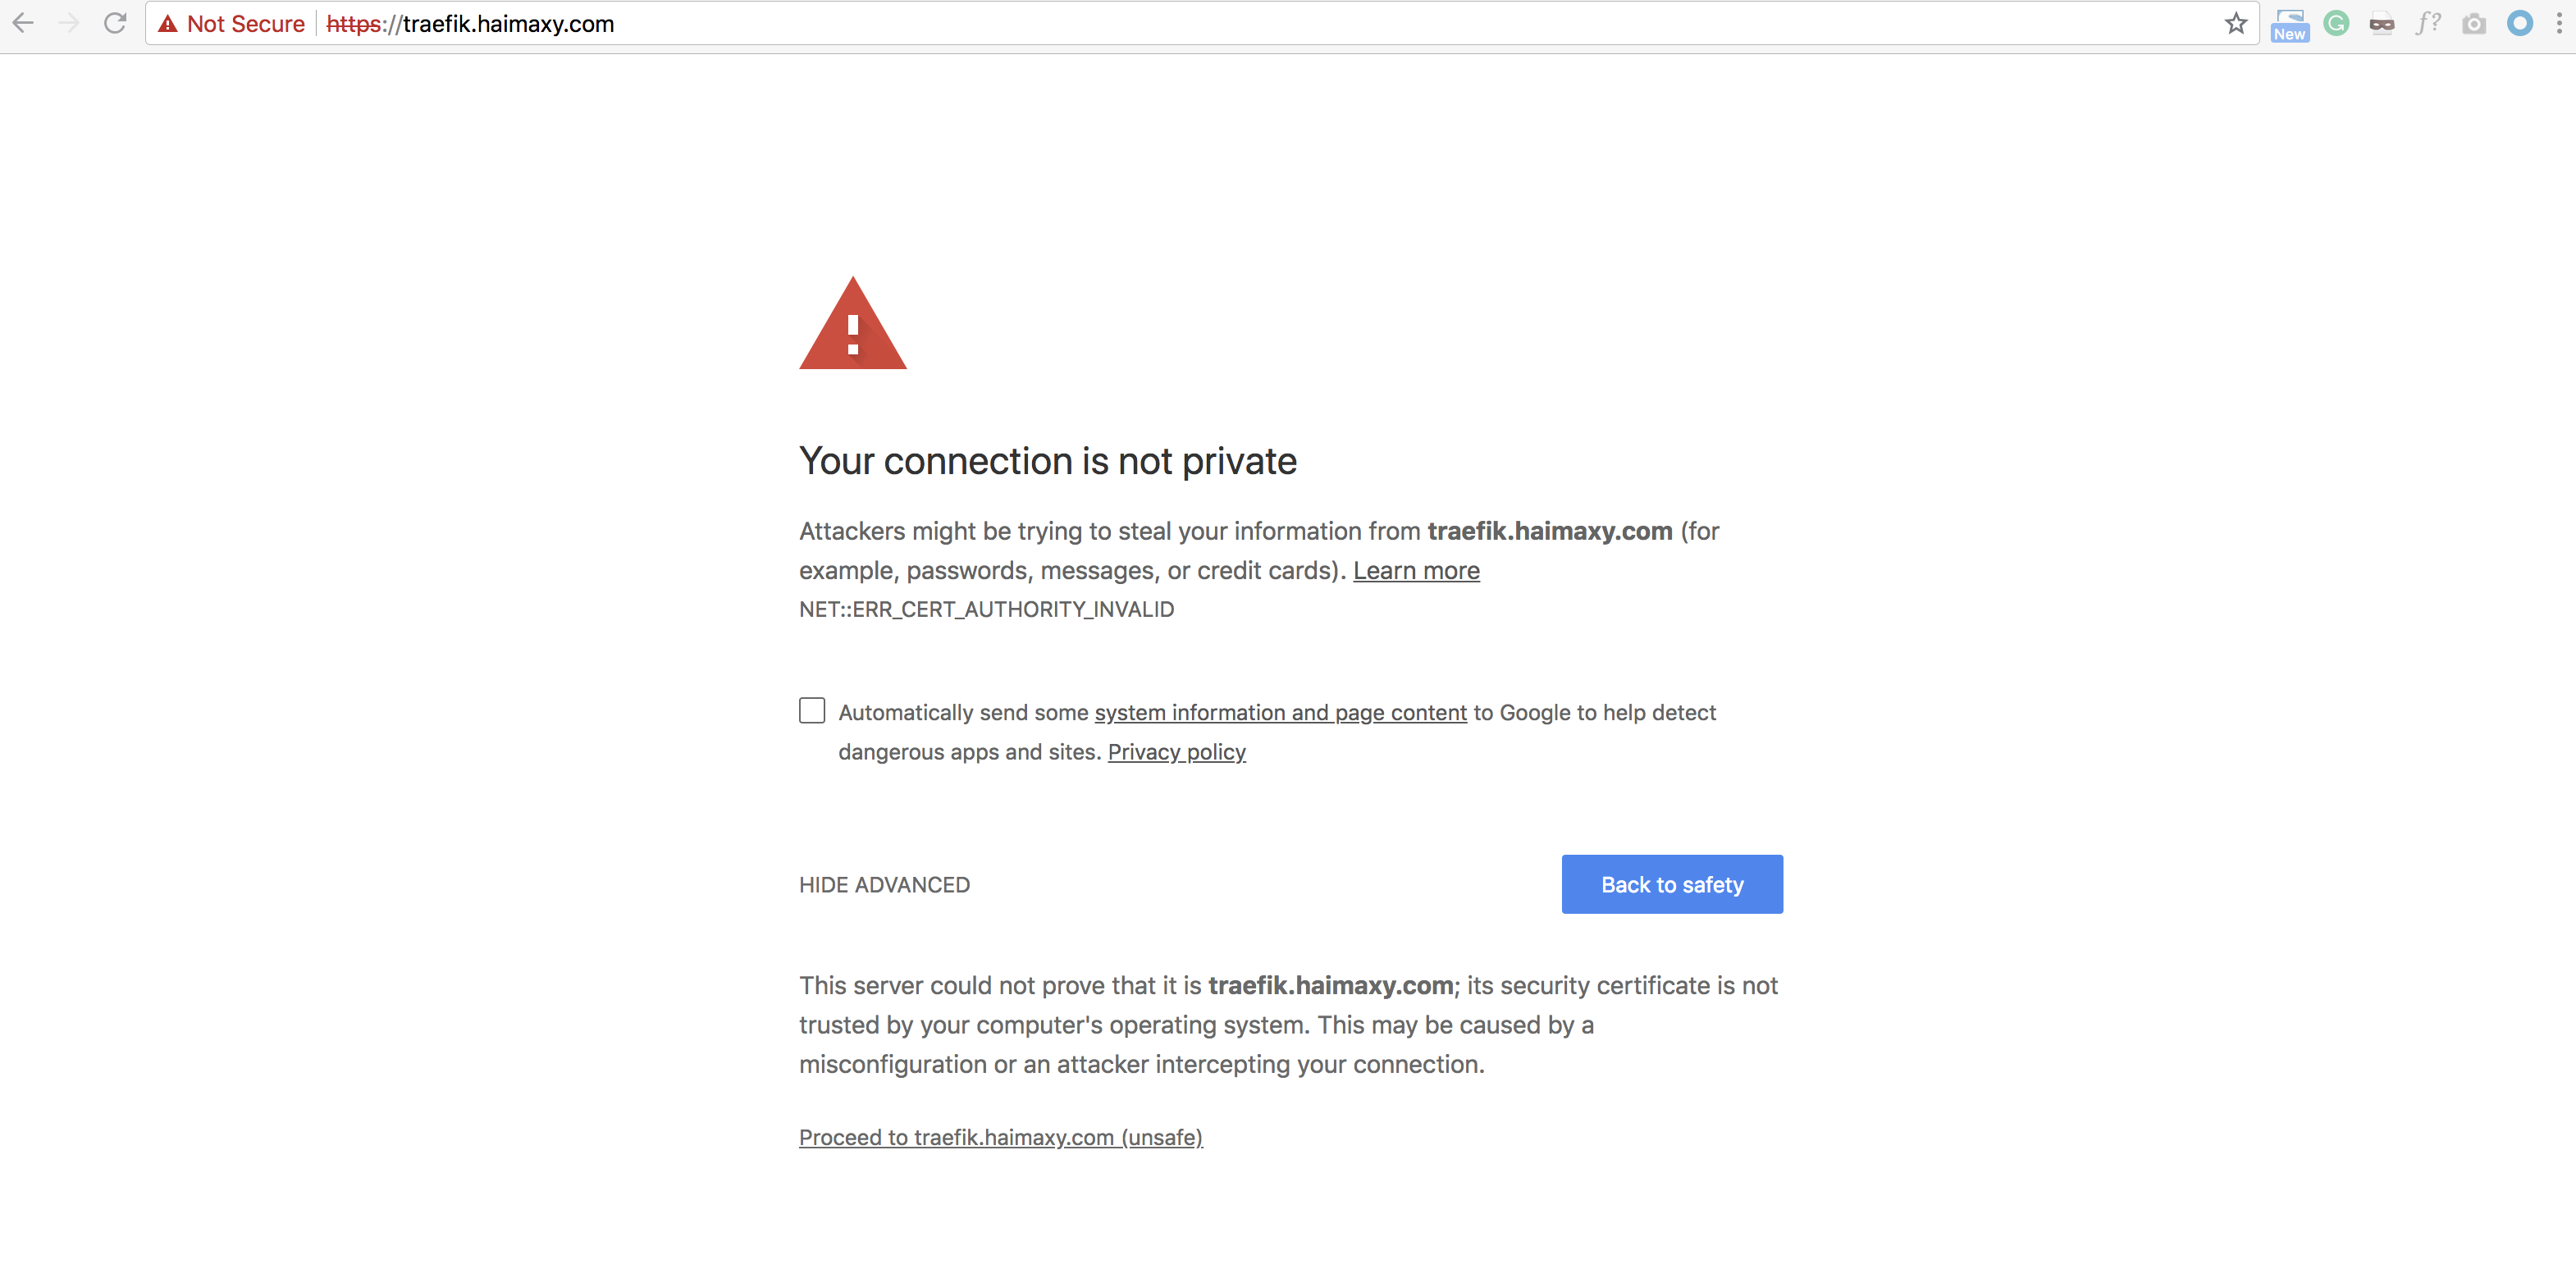 Not Secure https://traefik.haimaxy.com
New
G
f?
Your connection is not private
Attackers might be trying to steal your information from traefik.haimaxy.com (for
example, passwords, messages, or credit cards). Learn more
NET::ERR_CERT_AUTHORITY_INVALID
Automatically send some system information and page content to Google to help detect
dangerous apps and sites. Privacy policy
HIDE ADVANCED
Back to safety
This server could not prove that it is traefik.haimaxy.com; its security certificate is not
trusted by your computer's operating system. This may be caused by a
misconfiguration or an attacker intercepting your connection.
Proceed to traefik.haimaxy.com (unsafe)